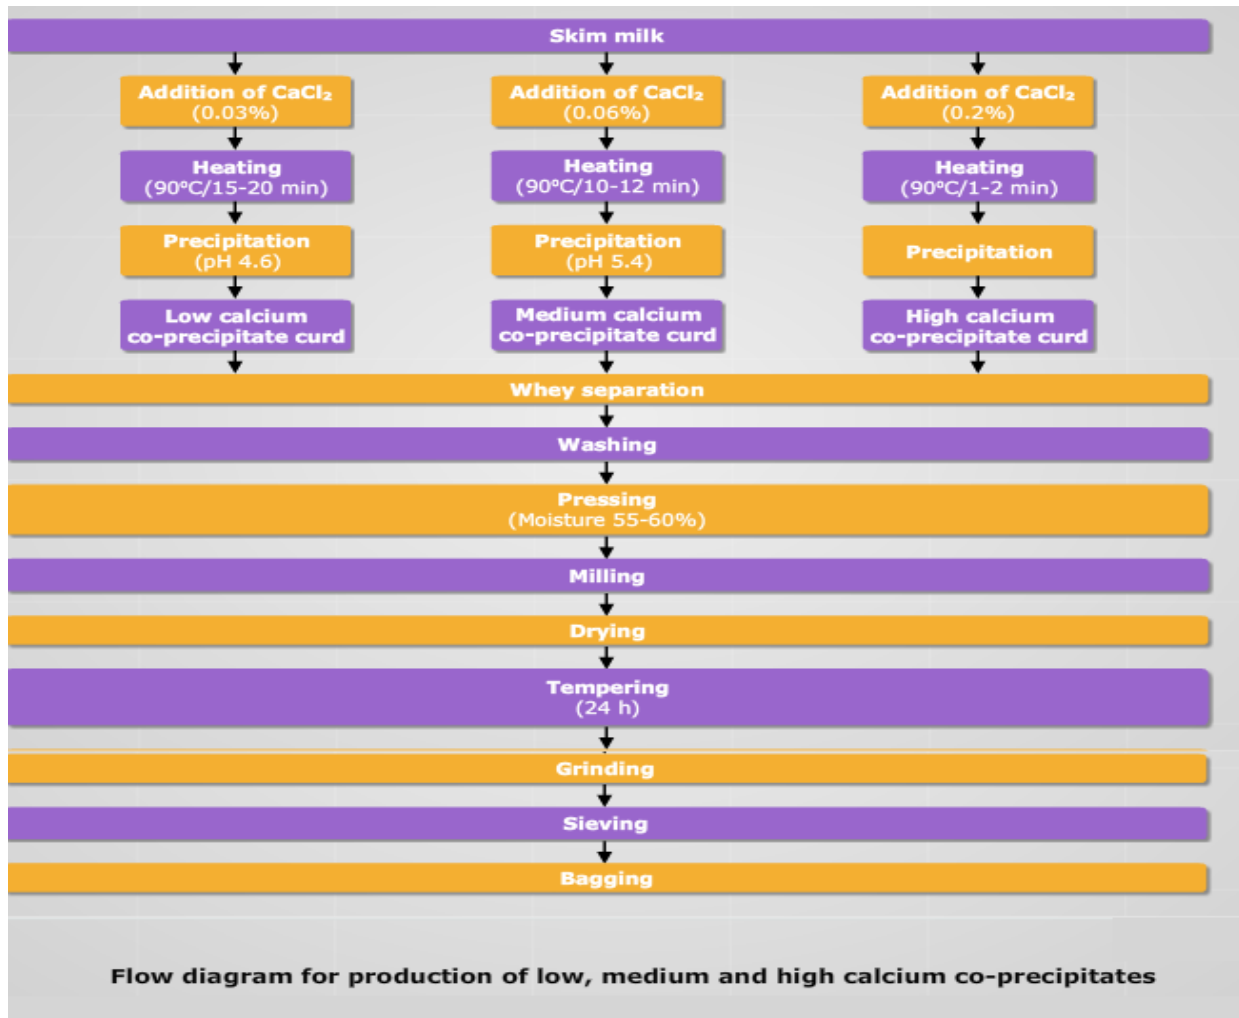 Skim milk
Addition of CaCl₂
(0.03%)
Addition of CaCl₂
(0.06%)
Addition of CaCl₂
(0.2%)
Heating
(90°C/15-20 min)
Heating
(90°C/10-12 min)
Heating
(90°C/1-2 min)
Precipitation
(pH 4.6)
Precipitation
(pH 5.4)
Precipitation
Low calcium
co-precipitate curd
Medium calcium
co-precipitate curd
High calcium
co-precipitate curd
Whey separation
Washing
Pressing
(Moisture 55-60%)
Milling
Drying
Tempering
(24 h)
Grinding
Sieving
Bagging
Flow diagram for production of low, medium and high calcium co-precipitates